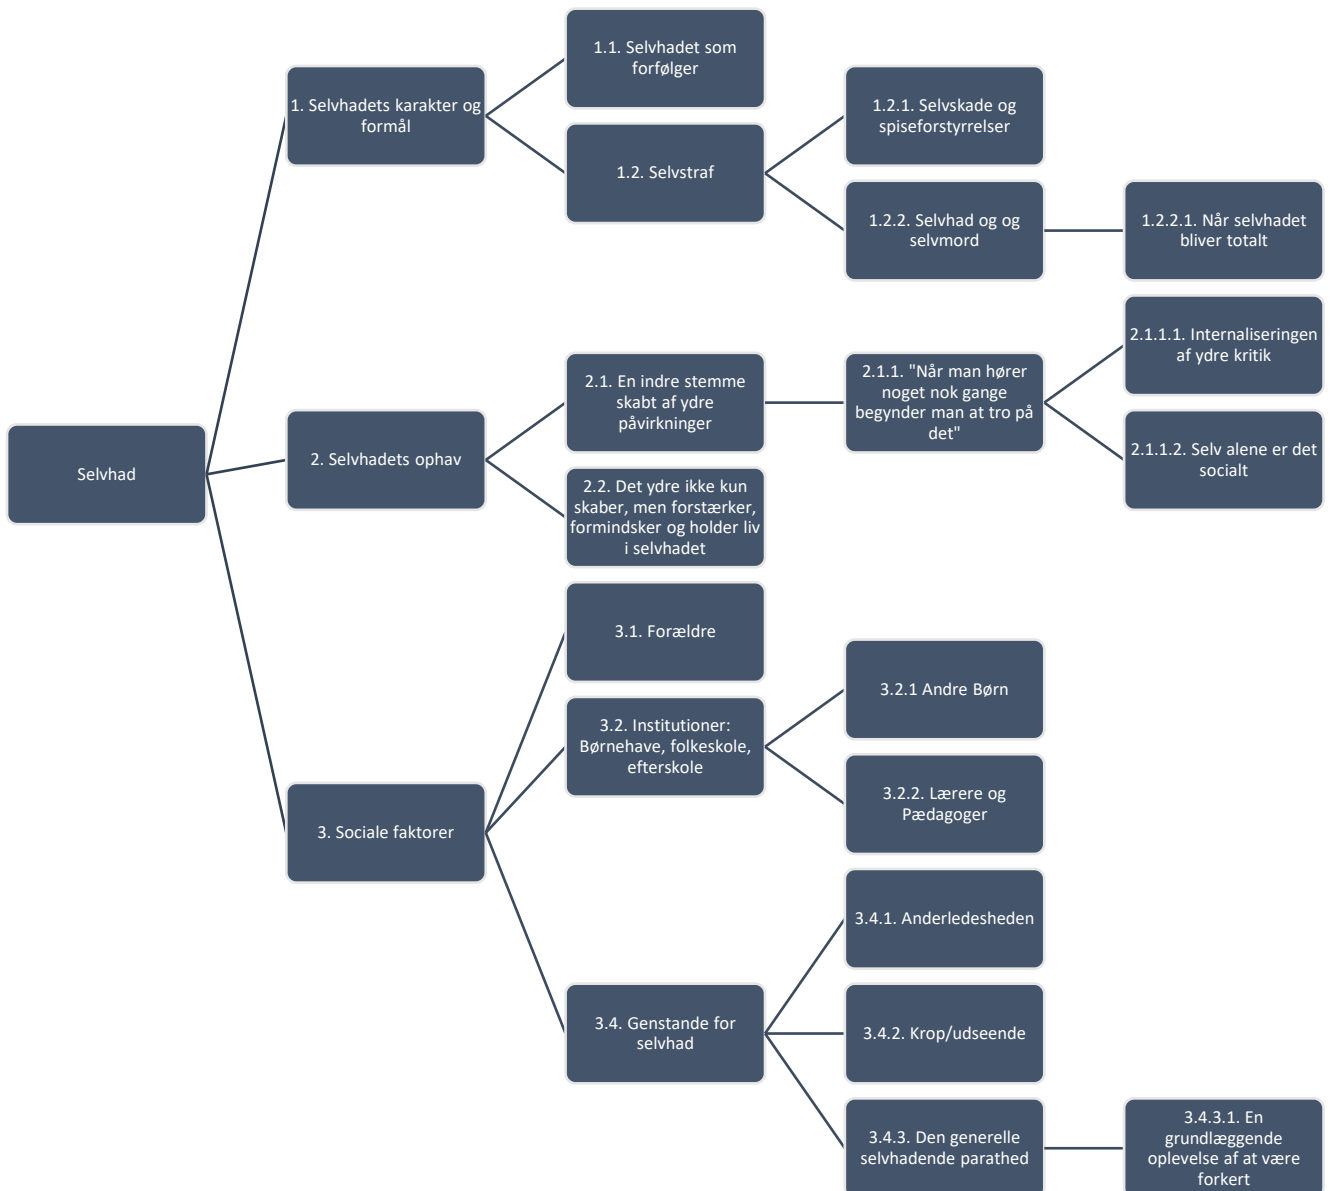 Selvhad
1. Selvhadets karakter og
formål
1.1. Selvhadet som
forfølger
1.2. Selvstraf
1.2.1. Selvskade og
spiseforstyrrelser
1.2.2. Selvhad og og
selvmord
1.2.2.1. Når selvhadet
bliver totalt
2. Selvhadets ophav
2.1. En indre stemme
skabt af ydre
påvirkninger
2.1.1. "Når man hører
noget nok gange
begynder man at tro på
det"
2.1.1.1. Internaliseringen
af ydre kritik
2.1.1.2. Selv alene er det
socialt
2.2. Det ydre ikke kun
skaber, men forstærker,
formindsker og holder liv
i selvhadet
3. Sociale faktorer
3.1. Forældre
3.2. Institutioner:
Børnehave, folkeskole,
efterskole
3.2.1 Andre Børn
3.2.2. Lærere og
Pædagoger
3.4. Genstande for
selvhad
3.4.1. Anderledesheden
3.4.2. Krop/udseende
3.4.3. Den generelle
selvhadende parathed
3.4.3.1. En
grundlæggende
oplevelse af at være
forkert